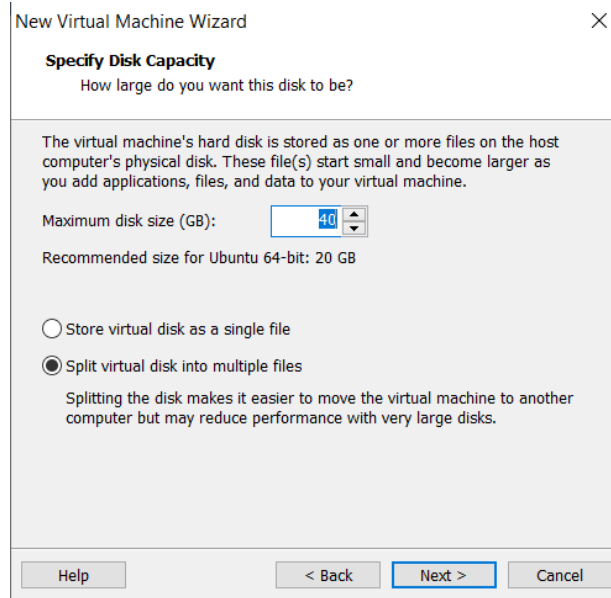 New Virtual Machine Wizard
Specify Disk Capacity
How large do you want this disk to be?
The virtual machine's hard disk is stored as one or more files on the host
computer's physical disk. These file(s) start small and become larger as
you add applications, files, and data to your virtual machine.
Maximum disk size (GB): 40
Recommended size for Ubuntu 64-bit: 20 GB
Store virtual disk as a single file
Split virtual disk into multiple files
Splitting the disk makes it easier to move the virtual machine to another
computer but may reduce performance with very large disks.
Help < Back Next > Cancel